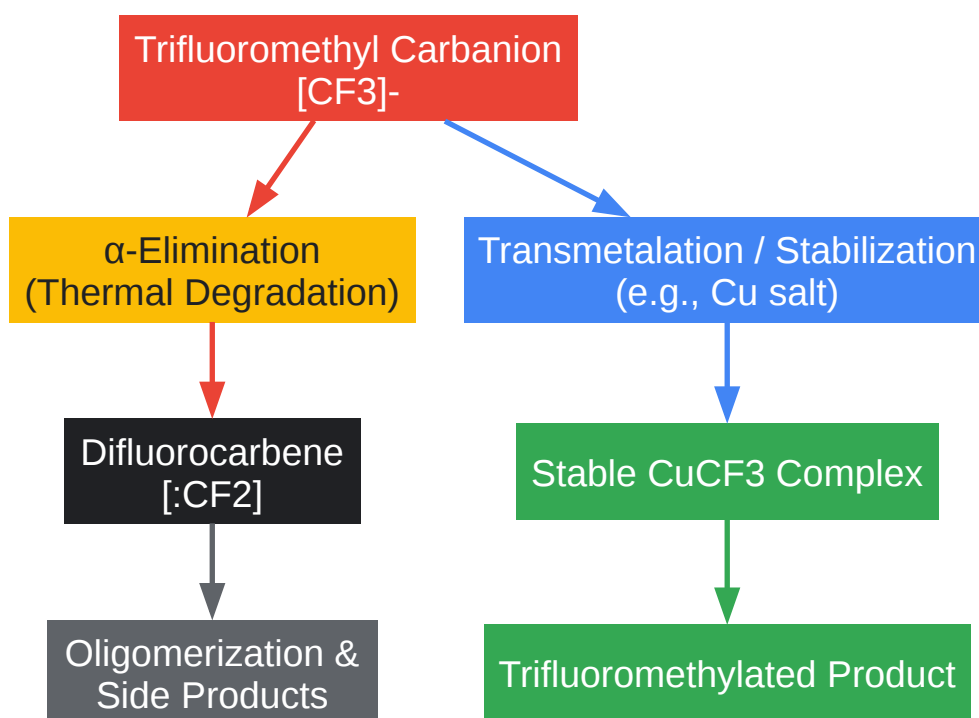 Trifluoromethyl Carbanion
[CF3]-
α-Elimination
(Thermal Degradation)
Transmetalation / Stabilization
(e.g., Cu salt)
Difluorocarbene
[:CF2]
Stable CuCF3 Complex
Oligomerization &
Side Products
Trifluoromethylated Product